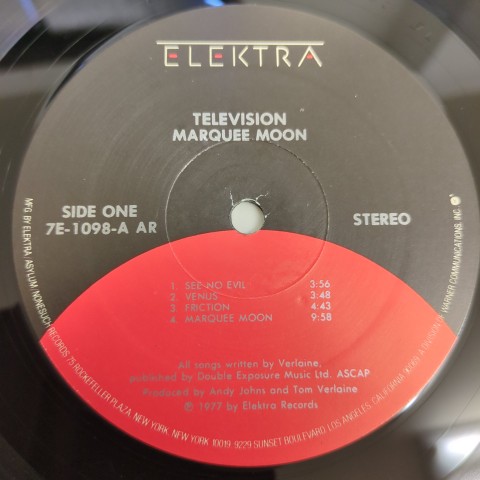 ELEKTRA
TELEVISION
MARQUEE MOON
SIDE ONE
7E-1098-A AR
STEREO
1. SEE NO EVIL 3:56
2. VENUS 3:48
3. FRICTION 4:43
4. MARQUEE MOON 9:58
All songs written by Verlaine,
published by Double Exposure Music Ltd. ASCAP
Produced by Andy Johns and Tom Verlaine
℗ 1977 by Elektra Records
MFG. BY ELEKTRA/ASYLUM/NONESUCH RECORDS 75 ROCKEFELLER PLAZA, NEW YORK, NEW YORK 10019 · 9229 SUNSET BOULEVARD, LOS ANGELES, CALIFORNIA 90069 · A DIVISION OF WARNER COMMUNICATIONS, INC.